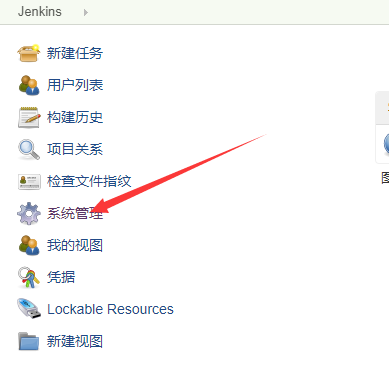 Jenkins
新建任务
用户列表
构建历史
项目关系
检查文件指纹
系统管理
我的视图
凭据
Lockable Resources
新建视图